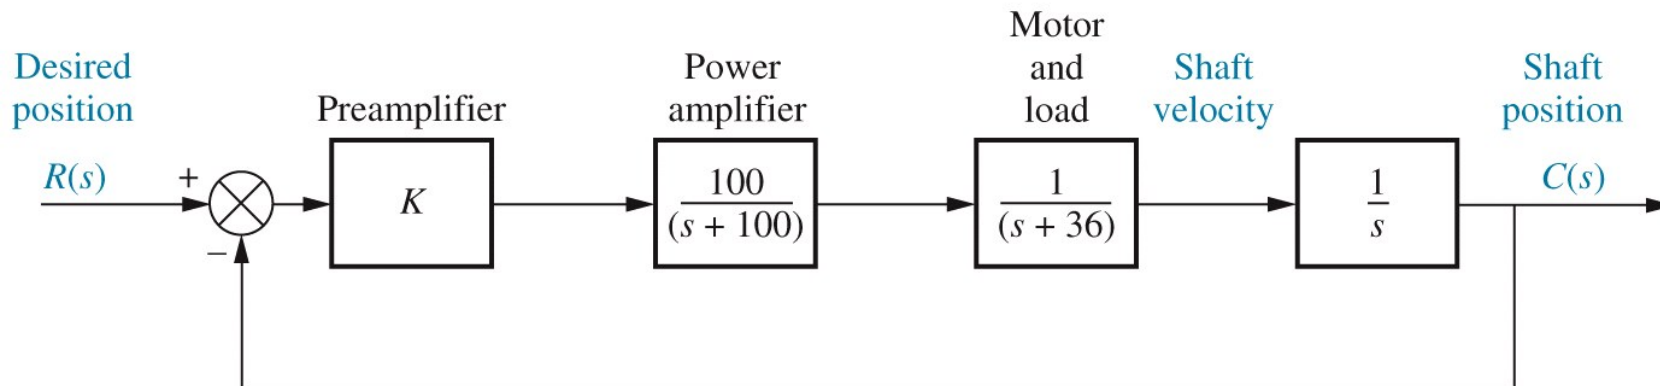 Desired
position
R(s)
+
−
Preamplifier
K
Power
amplifier
100
(s + 100)
Motor
and
load
1
(s + 36)
Shaft
velocity
1
s
Shaft
position
C(s)